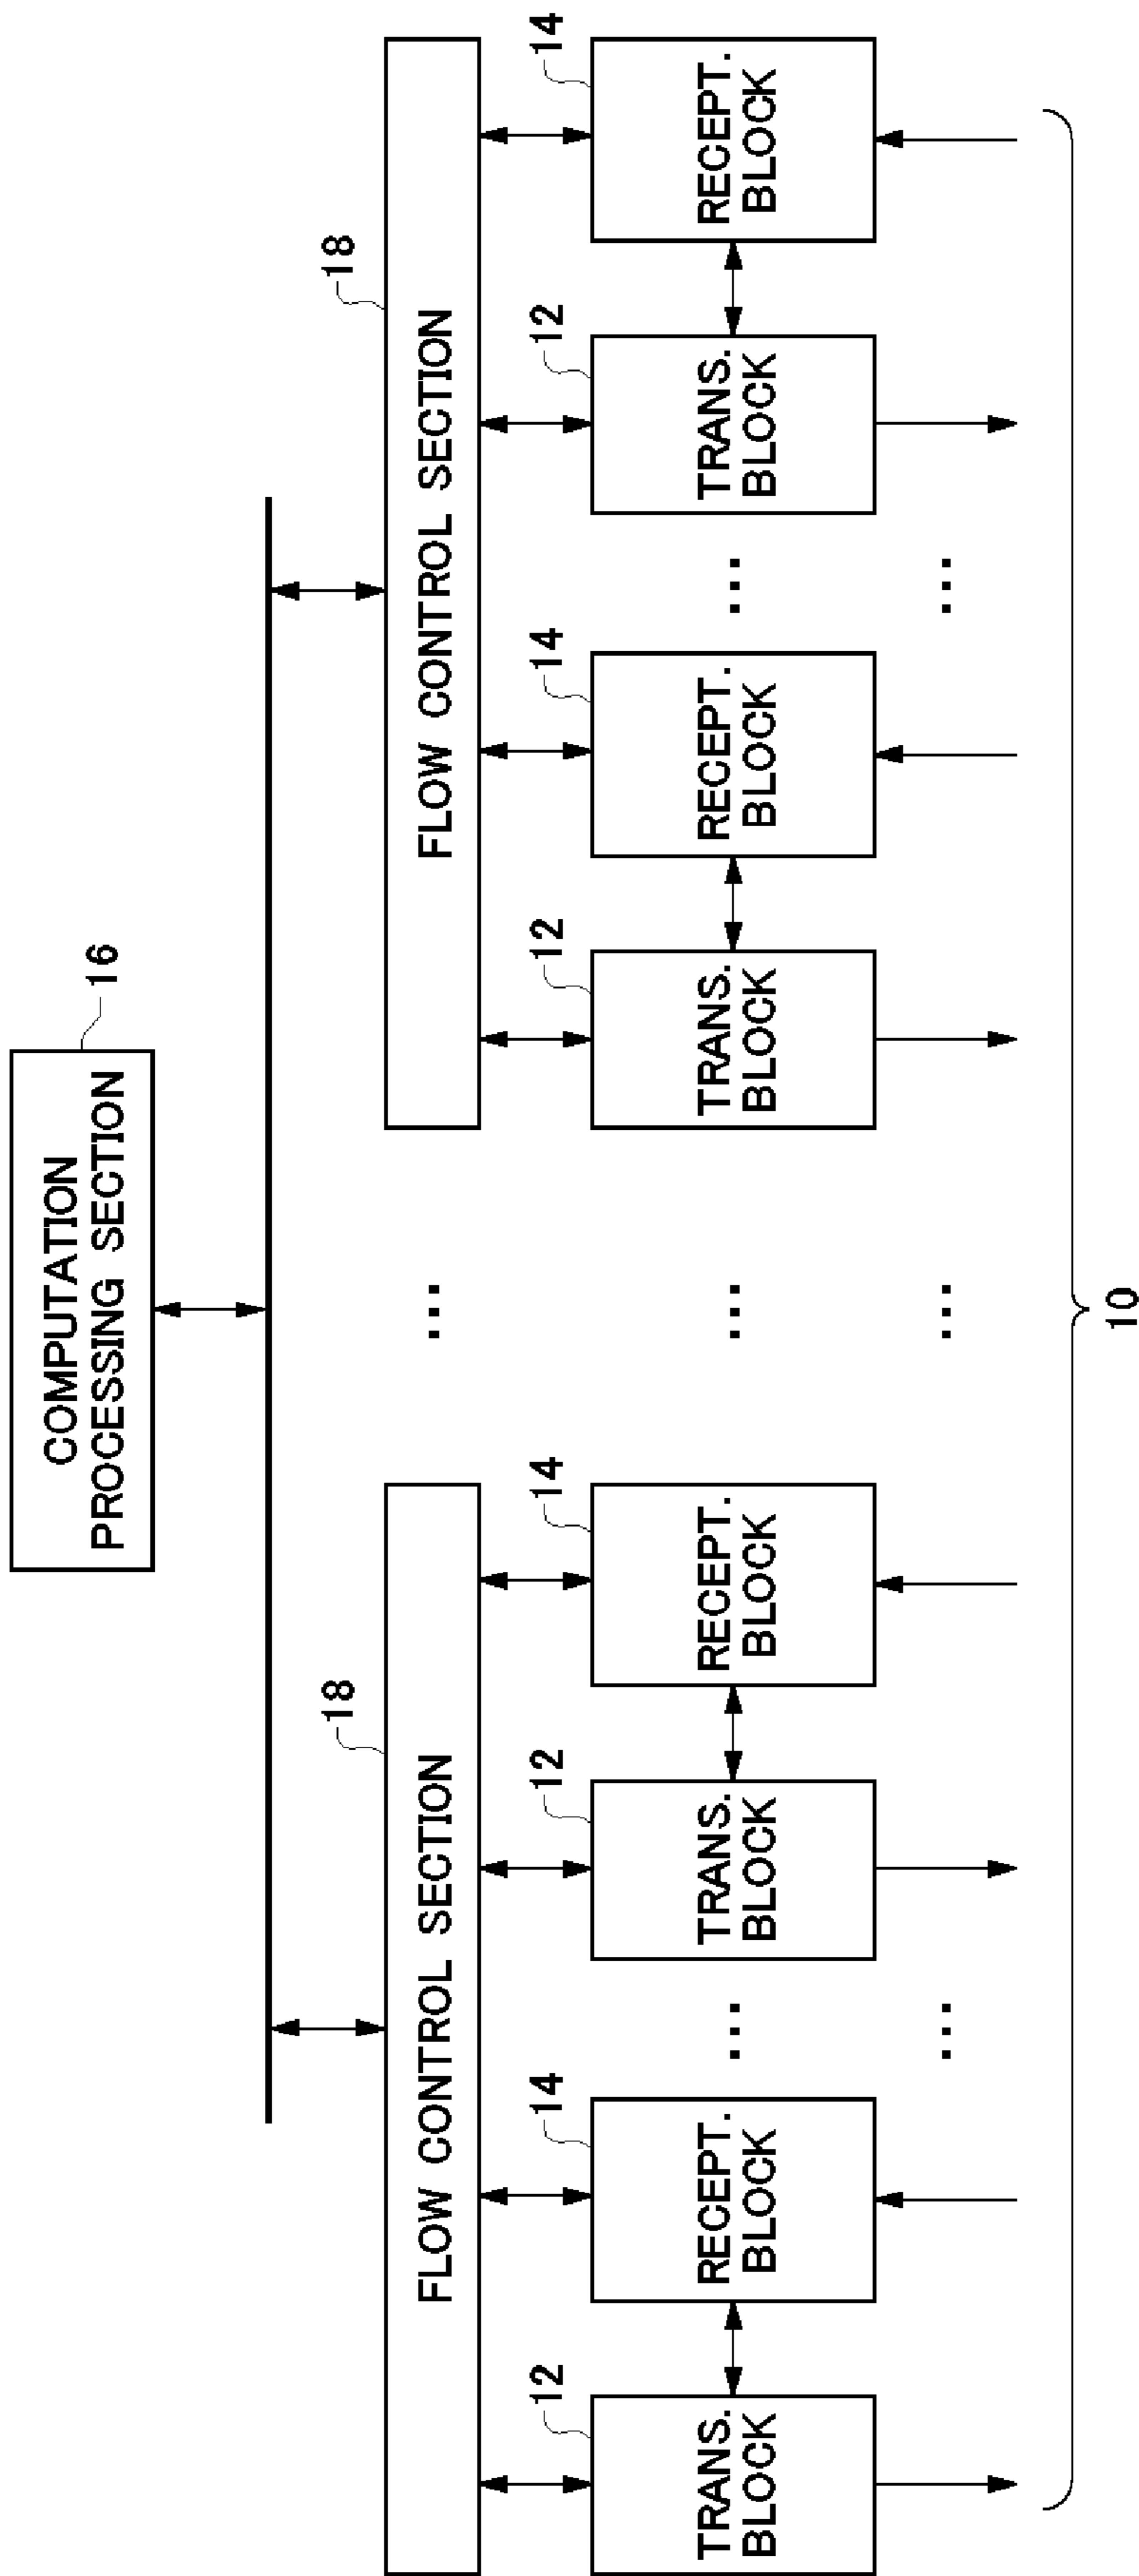 COMPUTATION
PROCESSING SECTION
16
18
18
FLOW CONTROL SECTION
...
FLOW CONTROL SECTION
12
14
12
14
12
14
12
14
TRANS.
BLOCK
RECEPT.
BLOCK
...
TRANS.
BLOCK
RECEPT.
BLOCK
...
TRANS.
BLOCK
RECEPT.
BLOCK
...
TRANS.
BLOCK
RECEPT.
BLOCK
...
...
...
10